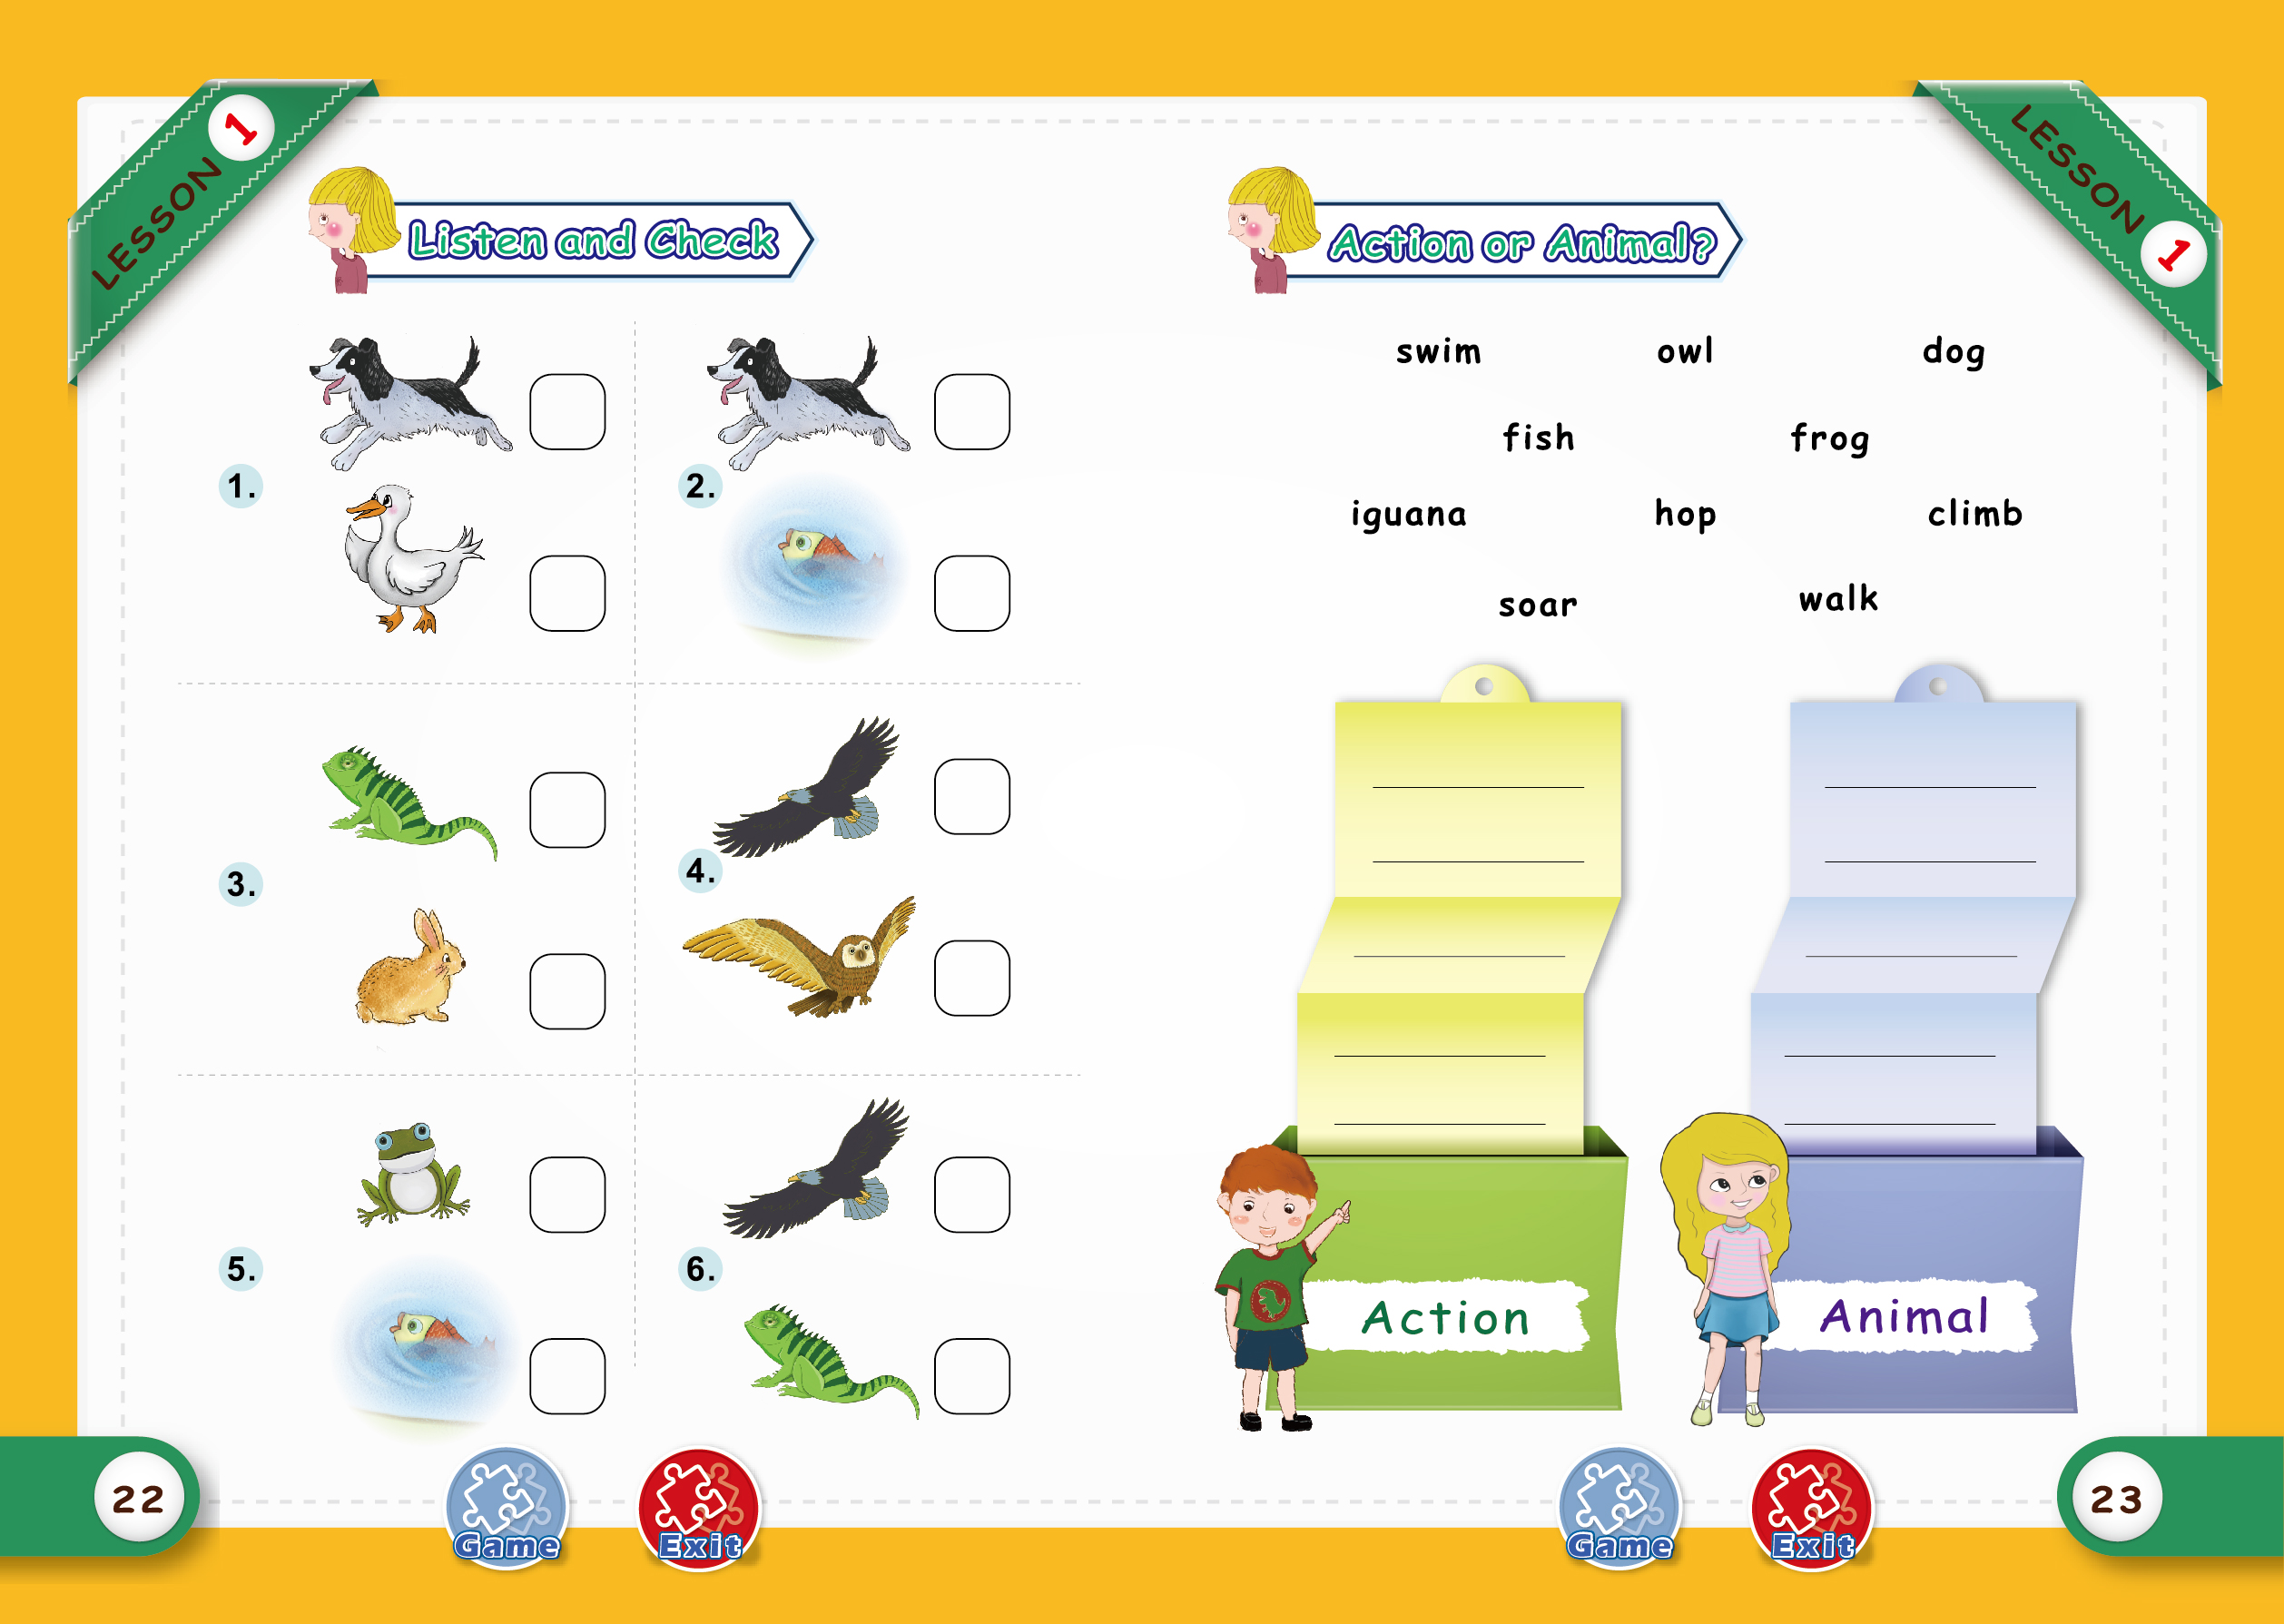 LESSON 1
Listen and Check
1.
2.
3.
4.
5.
6.
22
Game
Exit
LESSON 1
Action or Animal?
swim owl dog
fish frog
iguana hop climb
soar walk
Action
Animal
Game
Exit
23